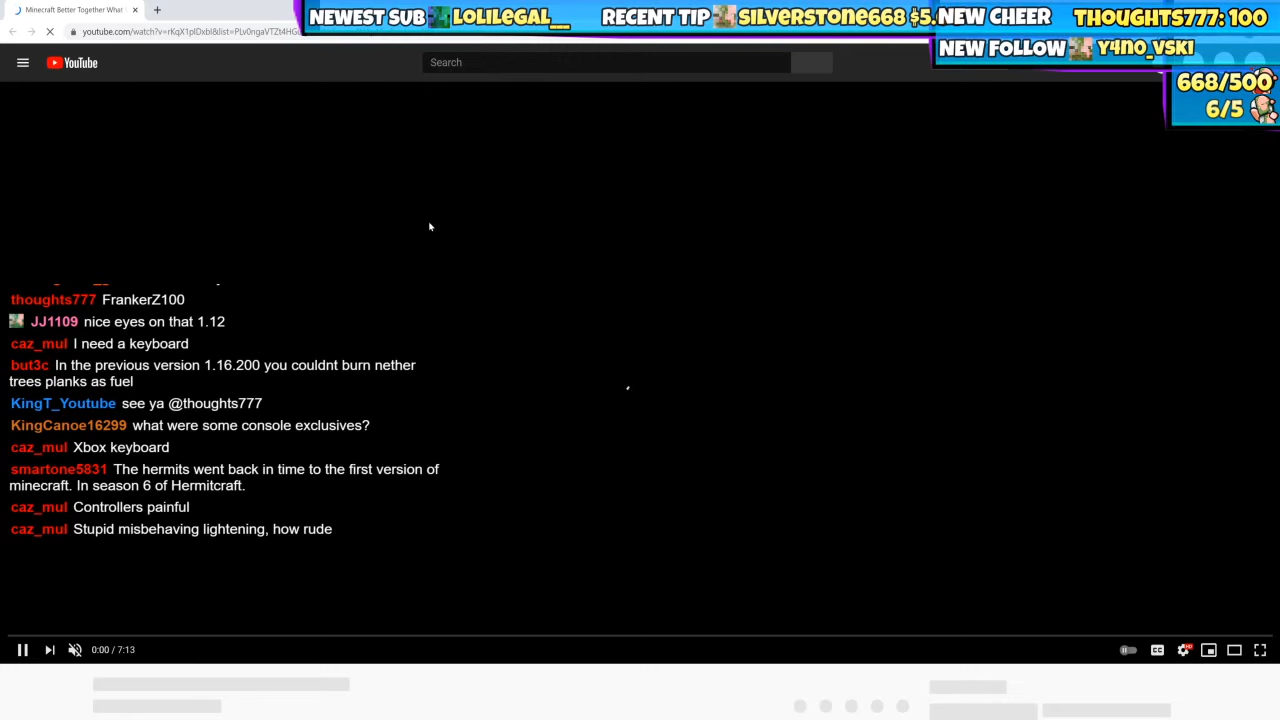 Minecraft Better Together What
NEWEST SUB LOLILEGAL__ RECENT TIP SILVERSTONE668 $5. NEW CHEER THOUGHTS777: 100
youtube.com/watch?v=rKqX1plDxbI&list=PLv0ngaVTZt4HG
NEW FOLLOW Y4N0_VSKI
YouTube
Search
668/500
6/5
thoughts777 FrankerZ100
JJ1109 nice eyes on that 1.12
caz_mul I need a keyboard
but3c In the previous version 1.16.200 you couldnt burn nether
trees planks as fuel
KingT_Youtube see ya @thoughts777
KingCanoe16299 what were some console exclusives?
caz_mul Xbox keyboard
smartone5831 The hermits went back in time to the first version of
minecraft. In season 6 of Hermitcraft.
caz_mul Controllers painful
caz_mul Stupid misbehaving lightening, how rude
0:00 / 7:13
CC
HD